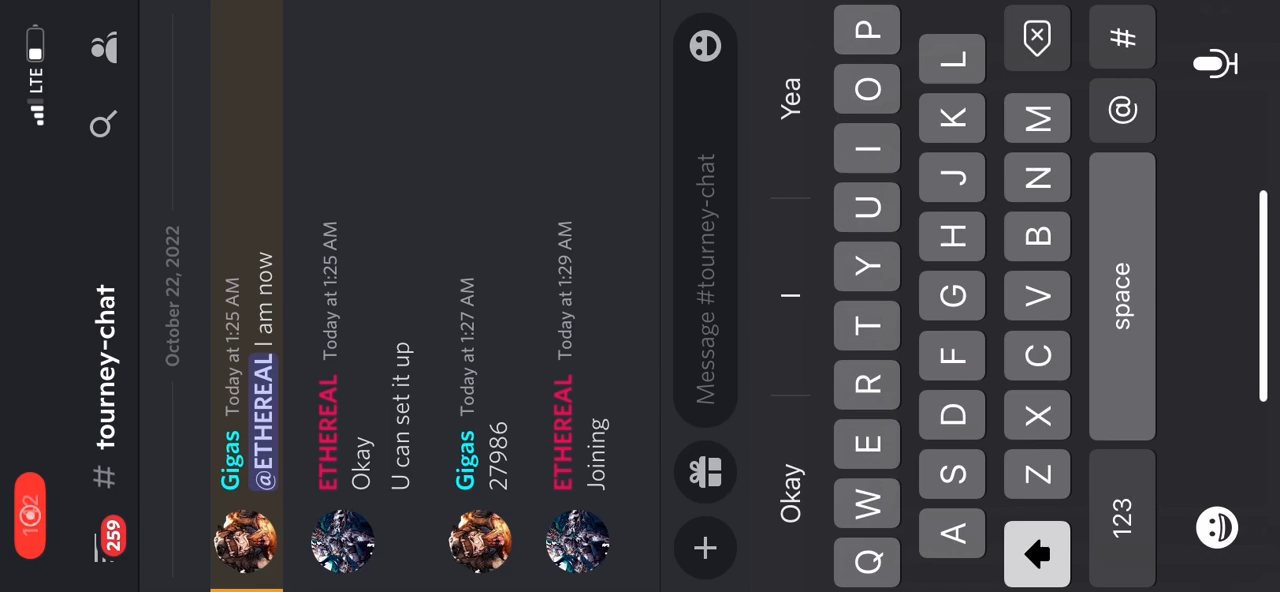 LTE
259
# tourney-chat
October 22, 2022
Gigas Today at 1:25 AM
@ETHEREAL I am now
ETHEREAL Today at 1:25 AM
Okay
U can set it up
Gigas Today at 1:27 AM
27986
ETHEREAL Today at 1:29 AM
Joining
Message #tourney-chat
Okay I Yea
Q W E R T Y U I O P
A S D F G H J K L
Z X C V B N M
123 space @ #